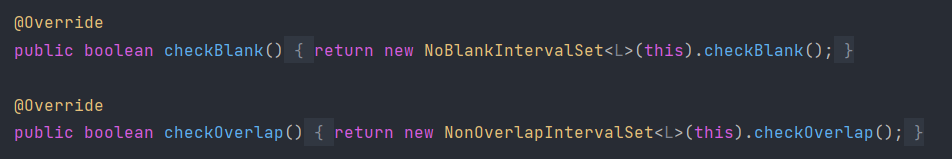 @Override
public boolean checkBlank() { return new NoBlankIntervalSet<L>(this).checkBlank(); }
@Override
public boolean checkOverlap() { return new NonOverlapIntervalSet<L>(this).checkOverlap(); }